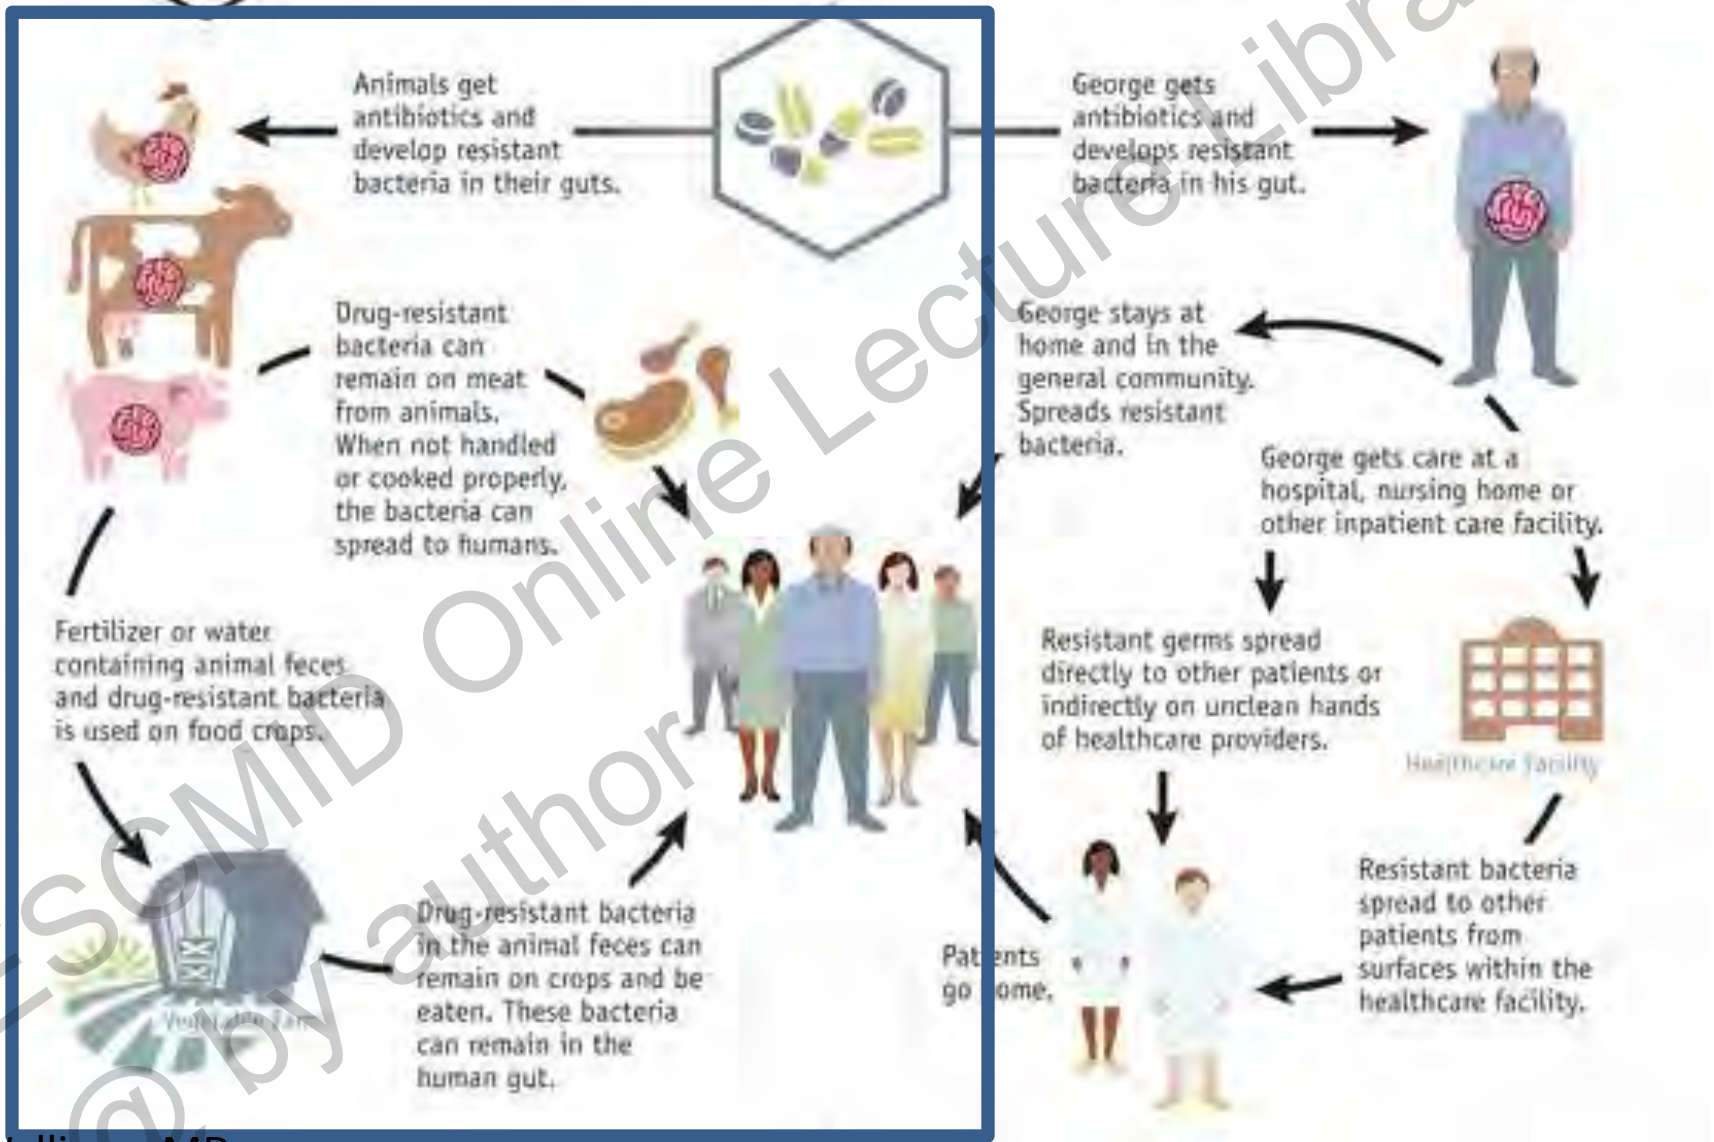 Animals get
antibiotics and
develop resistant
bacteria in their guts.
George gets
antibiotics and
develops resistant
bacteria in his gut.
Drug-resistant
bacteria can
remain on meat
from animals.
When not handled
or cooked properly,
the bacteria can
spread to humans.
George stays at
home and in the
general community.
Spreads resistant
bacteria.
George gets care at a
hospital, nursing home or
other inpatient care facility.
Fertilizer or water
containing animal feces
and drug-resistant bacteria
is used on food crops.
Resistant germs spread
directly to other patients or
indirectly on unclean hands
of healthcare providers.
Healthcare Facility
Vegetable Farm
Drug-resistant bacteria
in the animal feces can
remain on crops and be
eaten. These bacteria
can remain in the
human gut.
Patients
go home.
Resistant bacteria
spread to other
patients from
surfaces within the
healthcare facility.
ESCMID Online Lecture Library
@ by author
MD